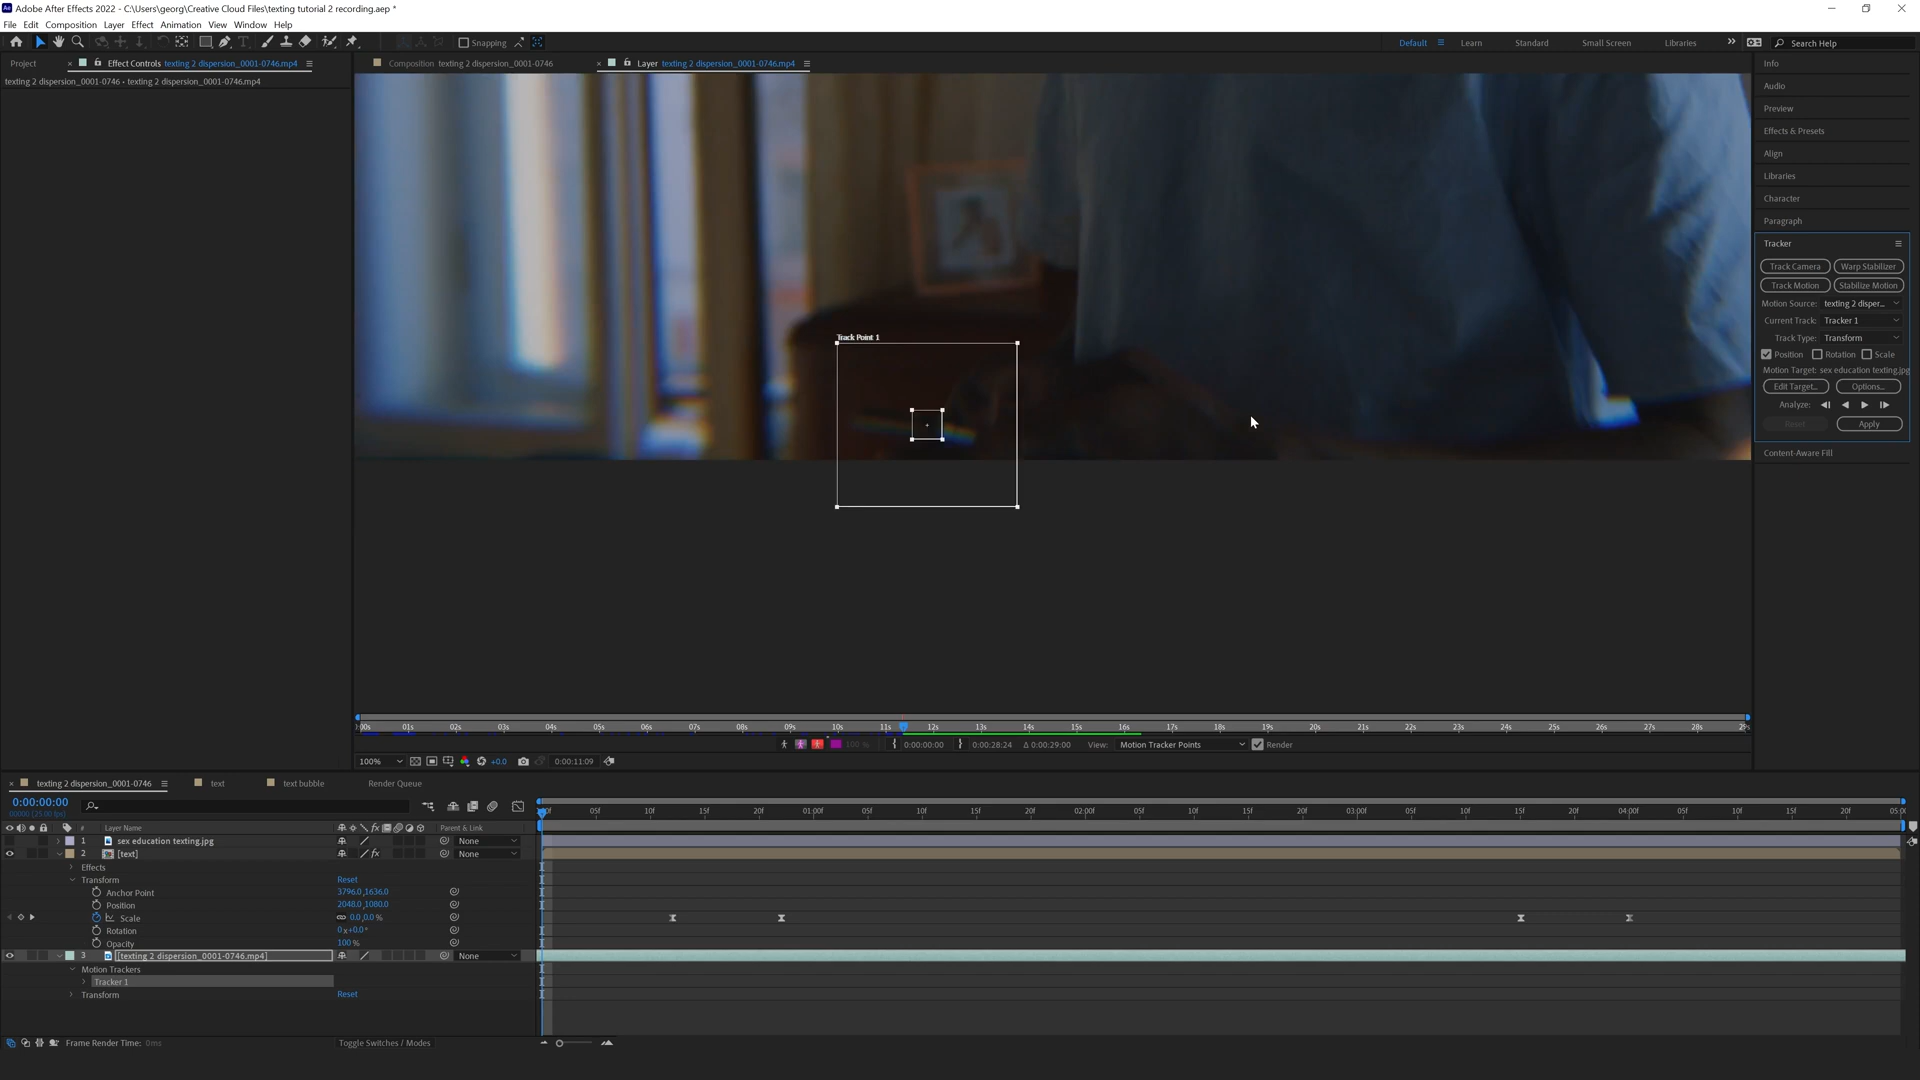 Adobe After Effects 2022 - C:\Users\georg\Creative Cloud Files\texting tutorial 2 recording.aep *
File Edit Composition Layer Effect Animation View Window Help
Snapping
Default Learn Standard Small Screen Libraries Search Help
Project Effect Controls texting 2 dispersion_0001-0746.mp4
Composition texting 2 dispersion_0001-0746
Layer texting 2 dispersion_0001-0746.mp4
texting 2 dispersion_0001-0746 • texting 2 dispersion_0001-0746.mp4
Info
Audio
Preview
Effects & Presets
Align
Libraries
Character
Paragraph
Tracker
Track Camera Warp Stabilizer
Track Motion Stabilize Motion
Motion Source: texting 2 disper...
Current Track: Tracker 1
Track Type: Transform
Position Rotation Scale
Motion Target: sex education texting.jpg
Edit Target... Options...
Analyze:
Reset Apply
Content-Aware Fill
Track Point 1
:00s 01s 02s 03s 04s 05s 06s 07s 08s 09s 10s 11s 12s 13s 14s 15s 16s 17s 18s 19s 20s 21s 22s 23s 24s 25s 26s 27s 28s 29s
100 % 0:00:00:00 0:00:28:24 Δ 0:00:29:00 View: Motion Tracker Points Render
100% +0.0 0:00:11:09
texting 2 dispersion_0001-0746 text text bubble Render Queue
0:00:00:00
00000 (25.00 fps)
05f 10f 15f 20f 01:00f 05f 10f 15f 20f 02:00f 05f 10f 15f 20f 03:00f 05f 10f 15f 20f 04:00f 05f 10f 15f 20f 05:00
# Layer Name Parent & Link
1 sex education texting.jpg None
2 [text] None
Effects
Transform Reset
Anchor Point 3796.0,1636.0
Position 2048.0,1080.0
Scale 0.0,0.0 %
Rotation 0x+0.0°
Opacity 100 %
3 [texting 2 dispersion_0001-0746.mp4] None
Motion Trackers
Tracker 1
Transform Reset
Frame Render Time: 0ms Toggle Switches / Modes